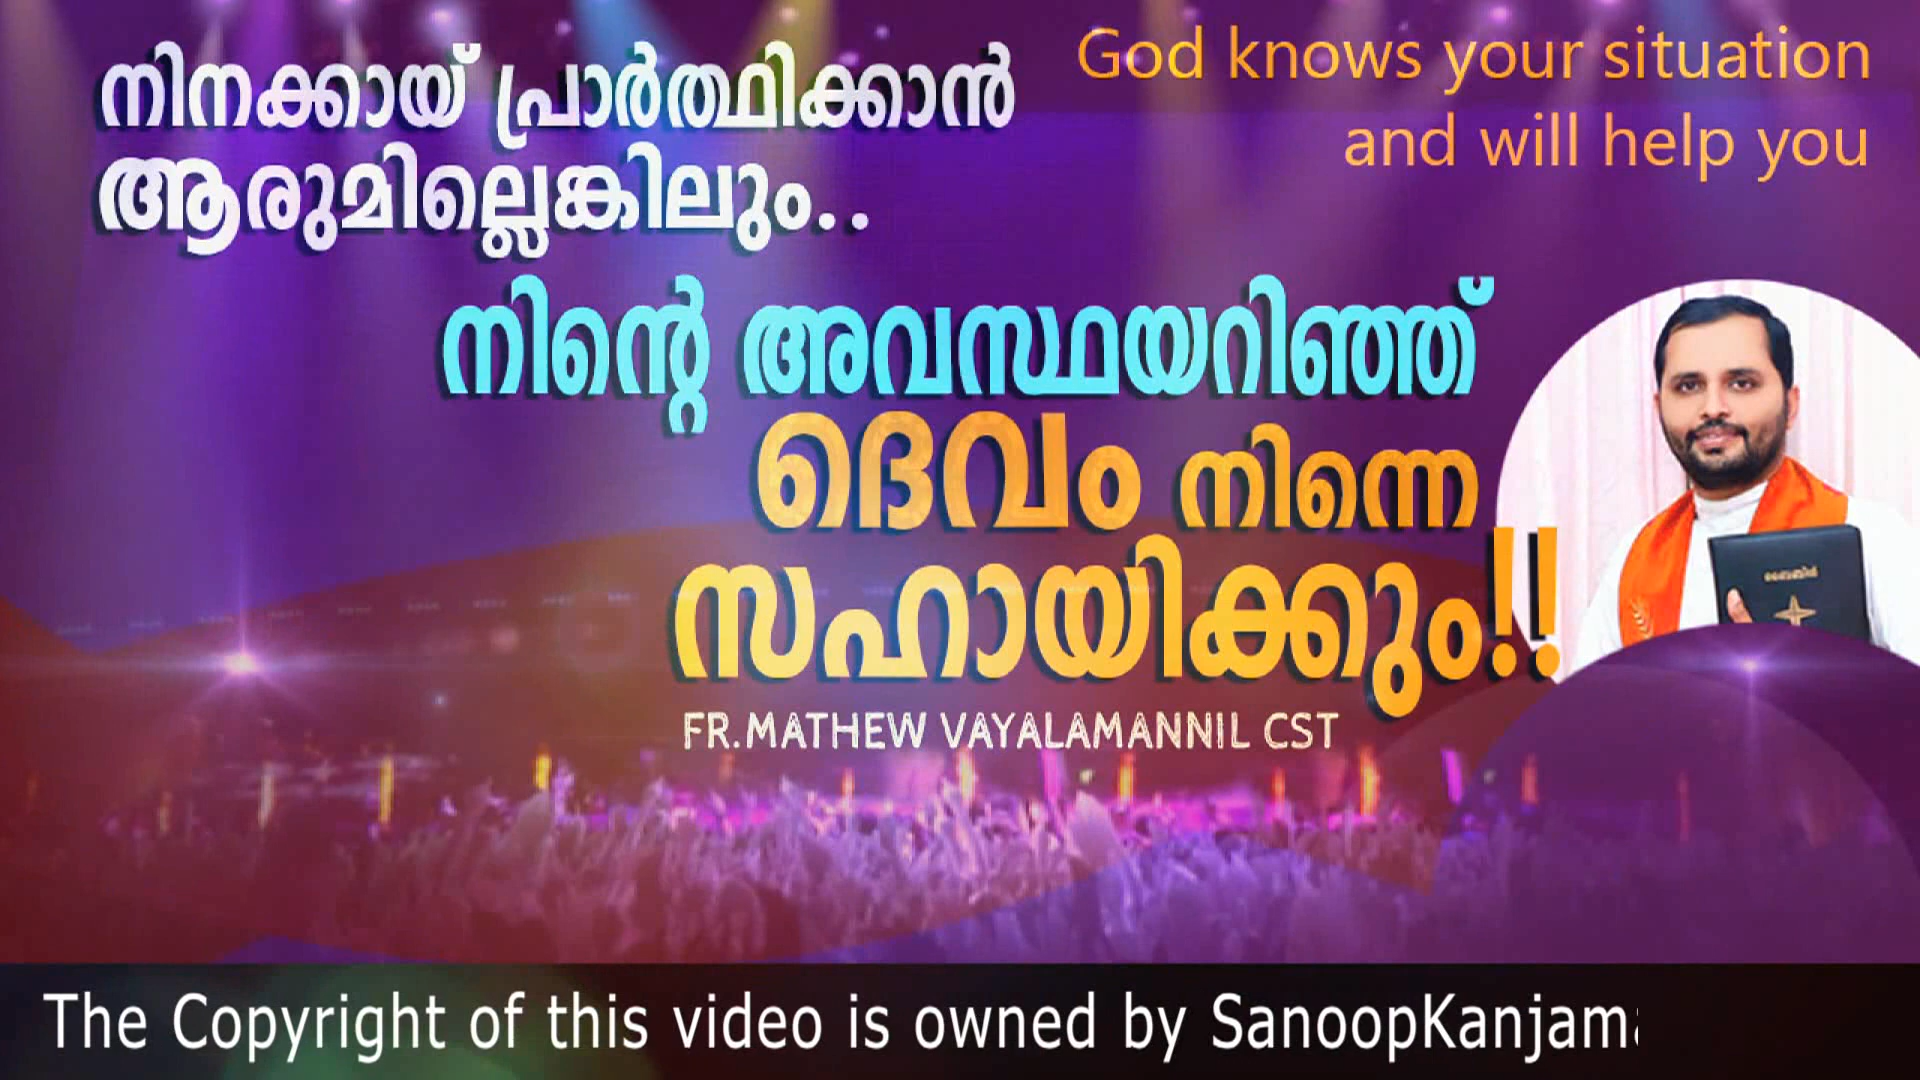 നിനക്കായ് പ്രാർത്ഥിക്കാൻ
ആരുമില്ലെങ്കിലും..
God knows your situation
and will help you
നിന്റെ അവസ്ഥയറിഞ്ഞ്
ദൈവം നിന്നെ
സഹായിക്കും!!
ബൈബിൾ
FR.MATHEW VAYALAMANNIL CST
The Copyright of this video is owned by